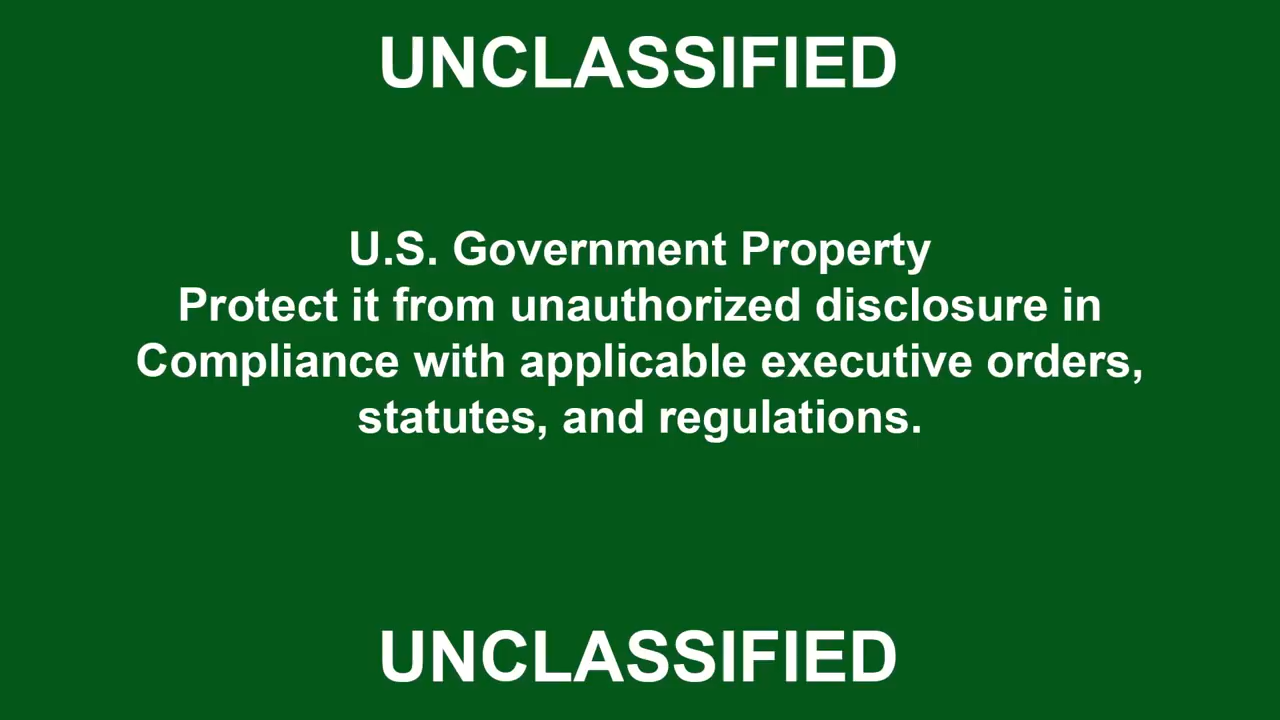 UNCLASSIFIED
U.S. Government Property
Protect it from unauthorized disclosure in
Compliance with applicable executive orders,
statutes, and regulations.
UNCLASSIFIED